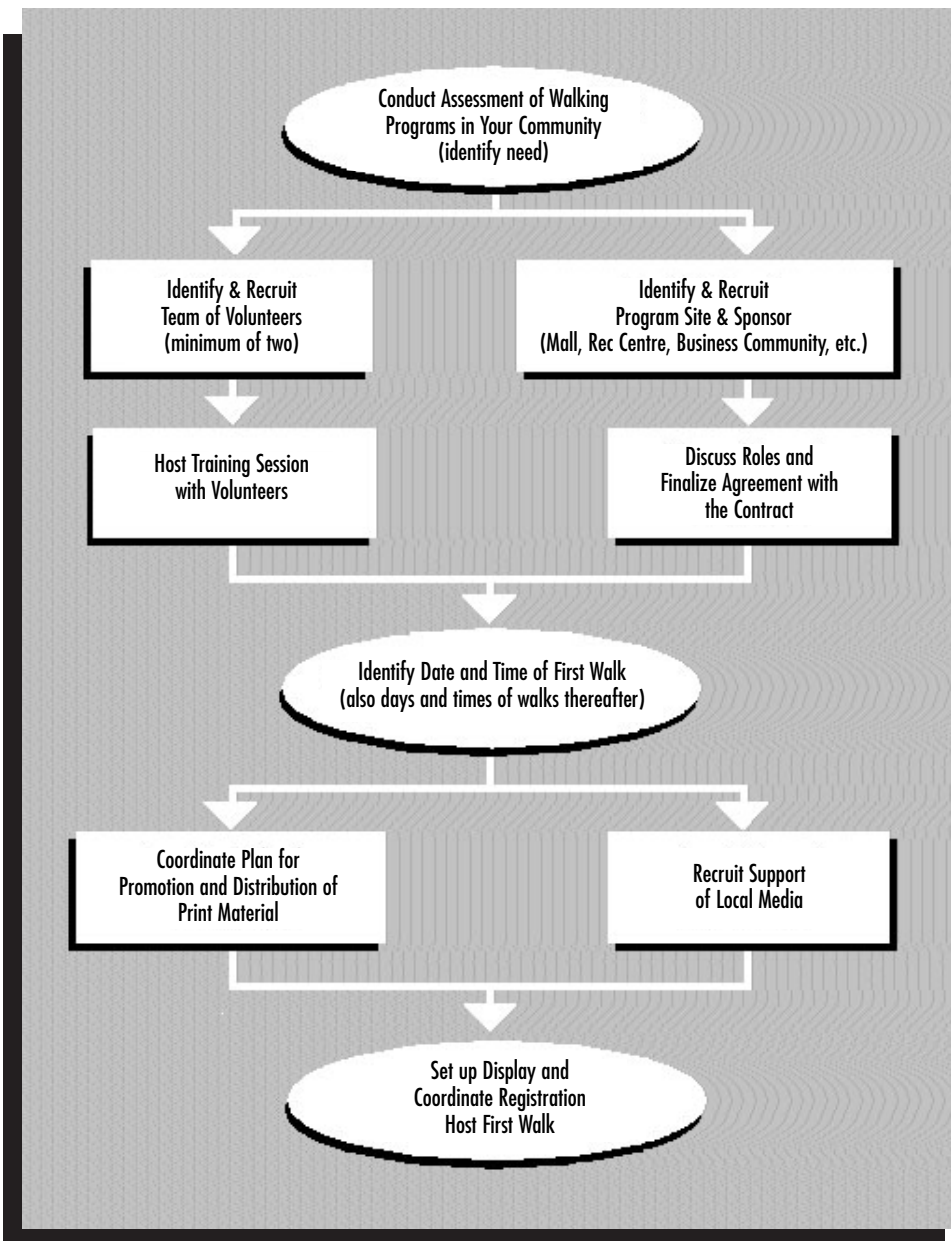 Conduct Assessment of Walking
Programs in Your Community
(identify need)
Identify & Recruit
Team of Volunteers
(minimum of two)
Identify & Recruit
Program Site & Sponsor
(Mall, Rec Centre, Business Community, etc.)
Host Training Session
with Volunteers
Discuss Roles and
Finalize Agreement with
the Contract
Identify Date and Time of First Walk
(also days and times of walks thereafter)
Coordinate Plan for
Promotion and Distribution of
Print Material
Recruit Support
of Local Media
Set up Display and
Coordinate Registration
Host First Walk